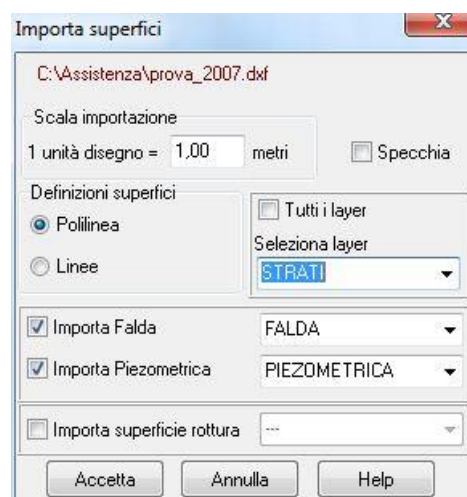 Importa superfici
C:\Assistenza\prova_2007.dxf
Scala importazione
1 unità disegno = 1,00 metri
Specchia
Definizioni superfici
Polilinea
Linee
Tutti i layer
Seleziona layer
STRATI
Importa Falda FALDA
Importa Piezometrica PIEZOMETRICA
Importa superficie rottura ---
Accetta Annulla Help